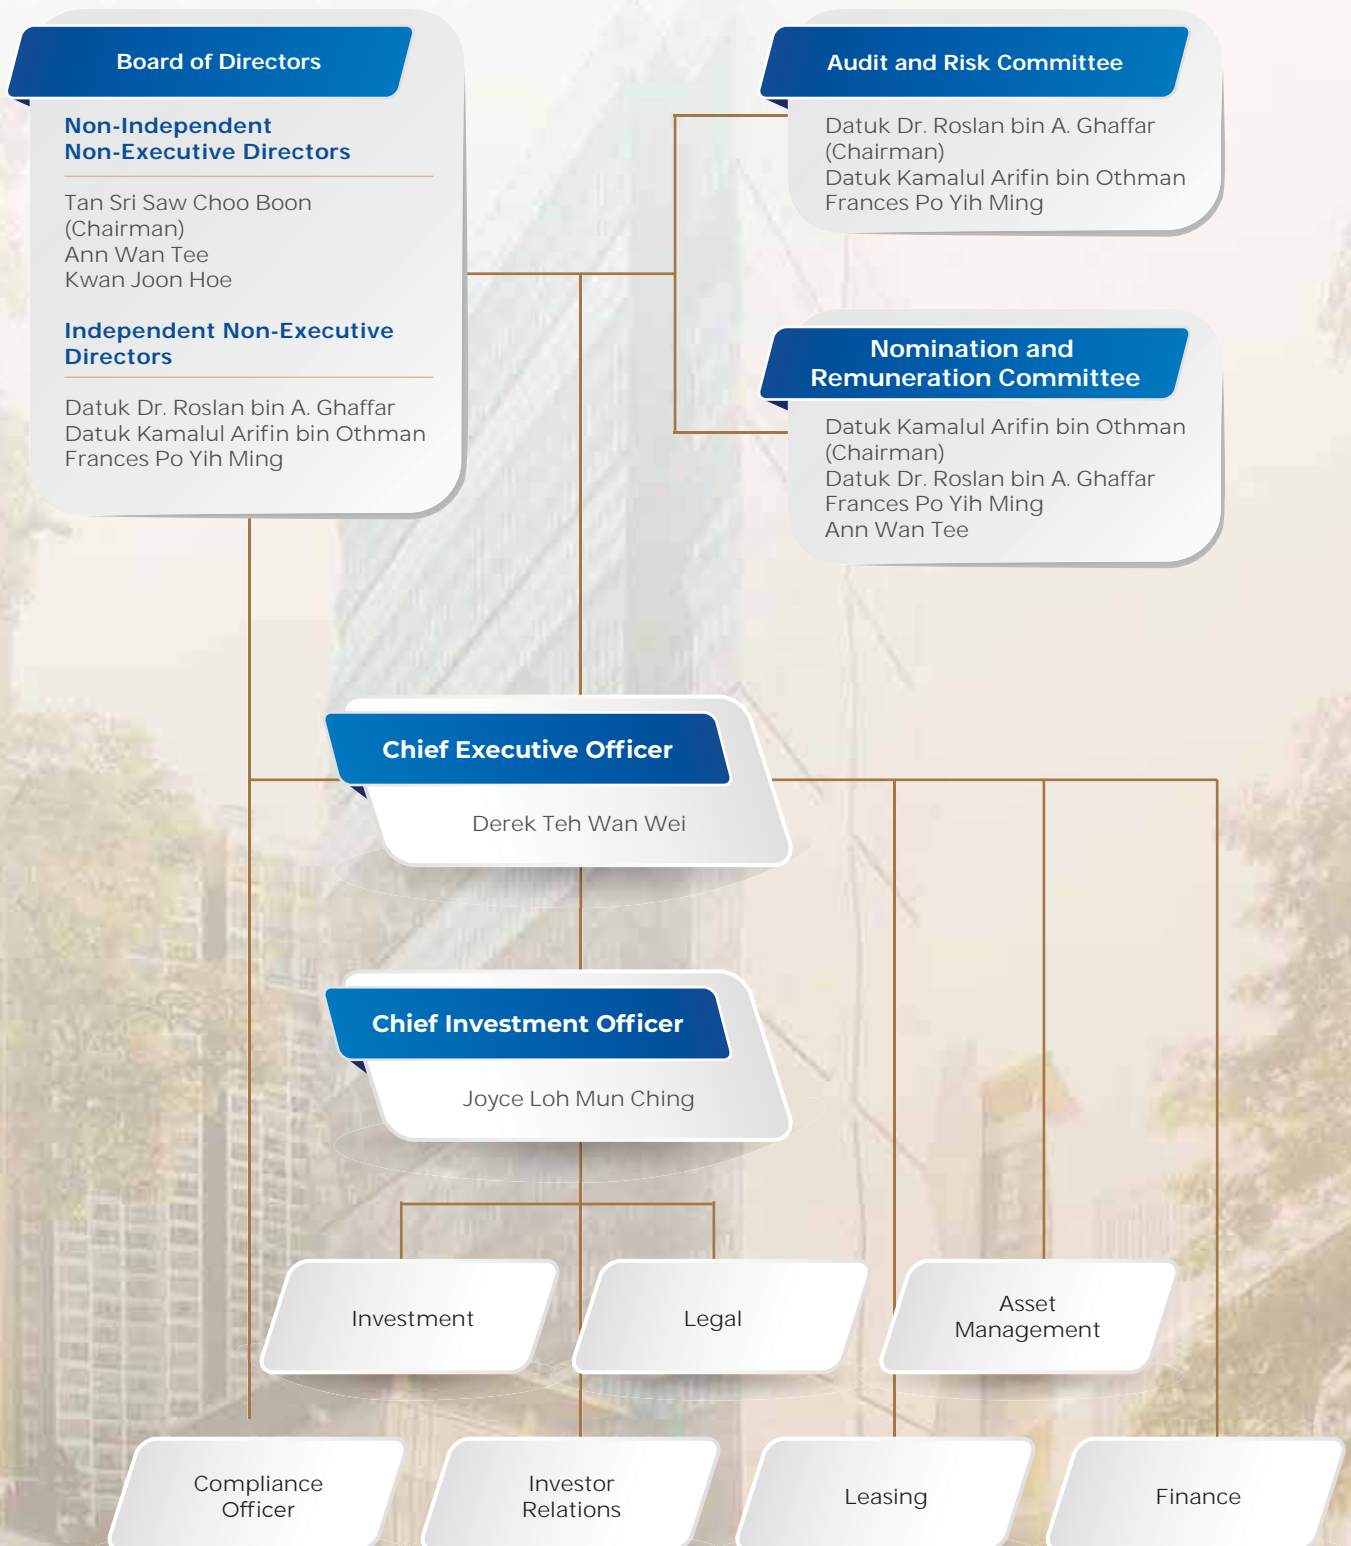 Board of Directors
Non-Independent
Non-Executive Directors
Tan Sri Saw Choo Boon
(Chairman)
Ann Wan Tee
Kwan Joon Hoe
Independent Non-Executive
Directors
Datuk Dr. Roslan bin A. Ghaffar
Datuk Kamalul Arifin bin Othman
Frances Po Yih Ming
Audit and Risk Committee
Datuk Dr. Roslan bin A. Ghaffar
(Chairman)
Datuk Kamalul Arifin bin Othman
Frances Po Yih Ming
Nomination and
Remuneration Committee
Datuk Kamalul Arifin bin Othman
(Chairman)
Datuk Dr. Roslan bin A. Ghaffar
Frances Po Yih Ming
Ann Wan Tee
Chief Executive Officer
Derek Teh Wan Wei
Chief Investment Officer
Joyce Loh Mun Ching
Investment
Legal
Asset
Management
Compliance
Officer
Investor
Relations
Leasing
Finance